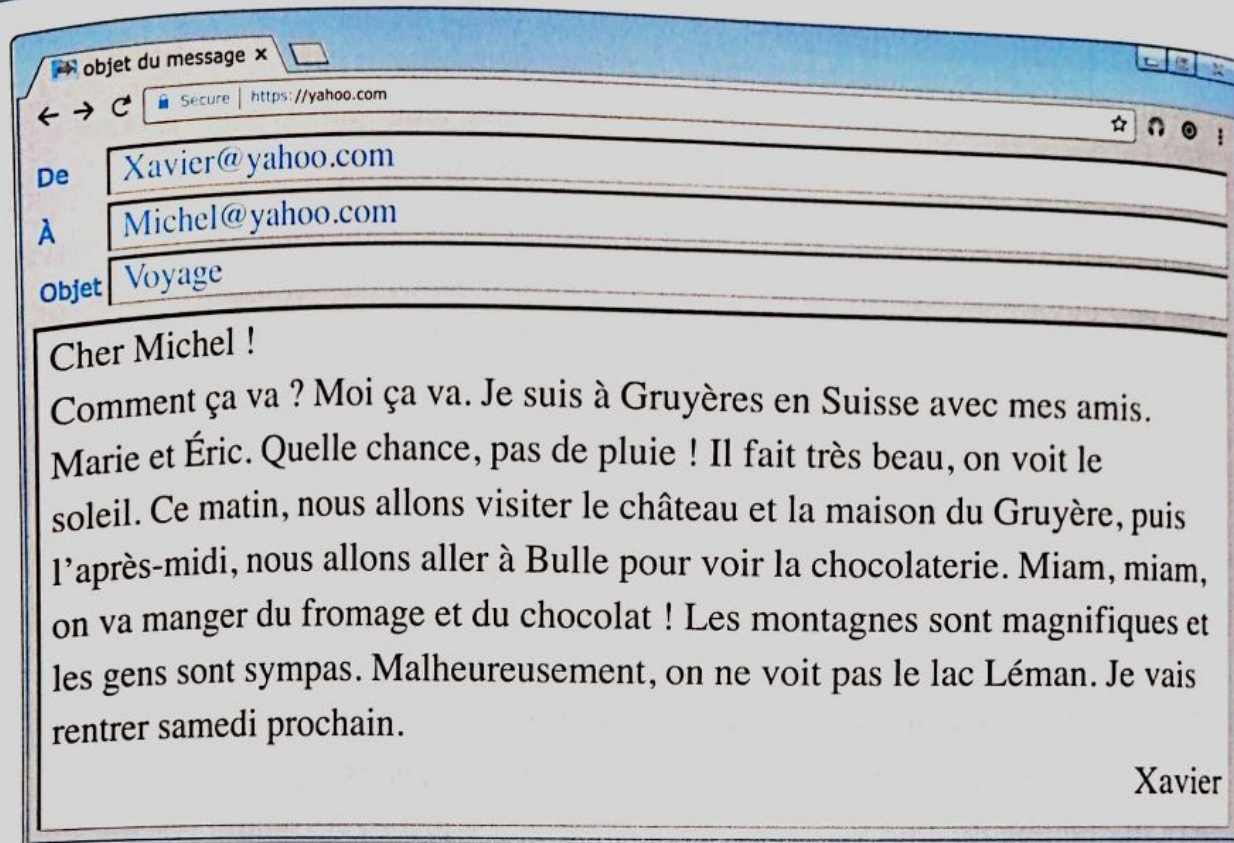 objet du message x
Secure | https://yahoo.com
De Xavier@yahoo.com
À Michel@yahoo.com
Objet Voyage
Cher Michel !
Comment ça va ? Moi ça va. Je suis à Gruyères en Suisse avec mes amis.
Marie et Éric. Quelle chance, pas de pluie ! Il fait très beau, on voit le
soleil. Ce matin, nous allons visiter le château et la maison du Gruyère, puis
l'après-midi, nous allons aller à Bulle pour voir la chocolaterie. Miam, miam,
on va manger du fromage et du chocolat ! Les montagnes sont magnifiques et
les gens sont sympas. Malheureusement, on ne voit pas le lac Léman. Je vais
rentrer samedi prochain.
Xavier